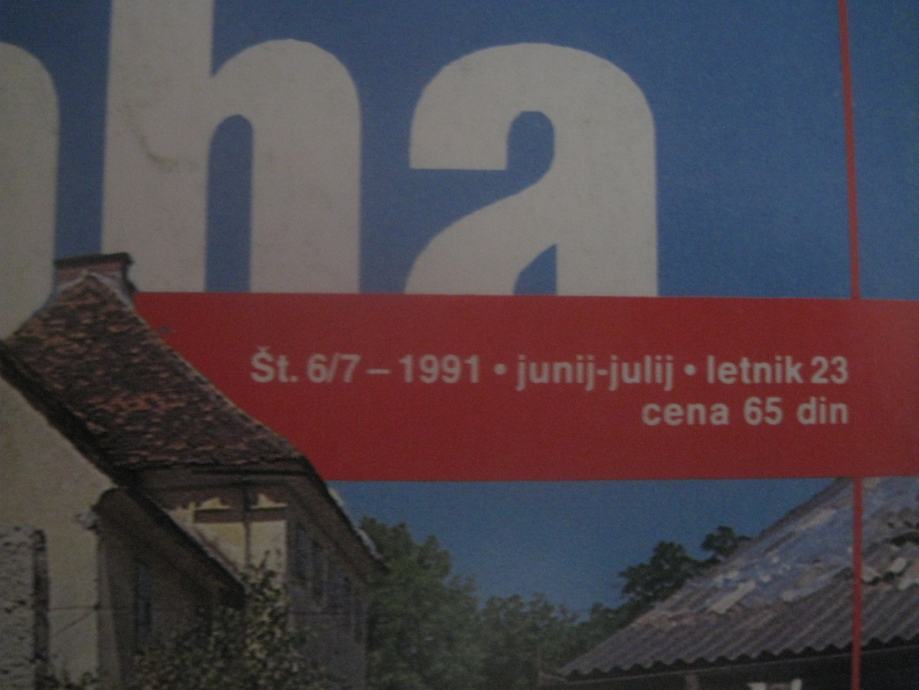 ha
Št. 6/7 – 1991 • junij-julij • letnik 23
cena 65 din